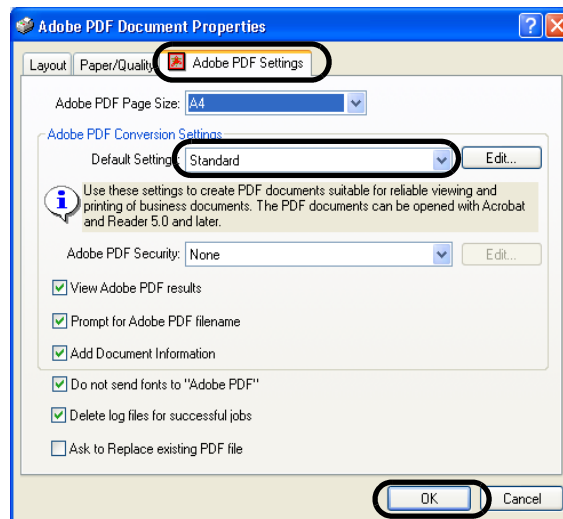 Adobe PDF Document Properties
Layout Paper/Quality Adobe PDF Settings
Adobe PDF Page Size: A4
Adobe PDF Conversion Settings
Default Settings: Standard Edit...
Use these settings to create PDF documents suitable for reliable viewing and
printing of business documents. The PDF documents can be opened with Acrobat
and Reader 5.0 and later.
Adobe PDF Security: None Edit...
View Adobe PDF results
Prompt for Adobe PDF filename
Add Document Information
Do not send fonts to "Adobe PDF"
Delete log files for successful jobs
Ask to Replace existing PDF file
OK Cancel